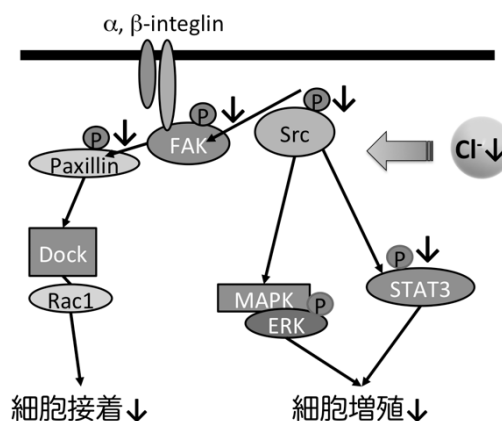 α, β-integlin
P ↓
P ↓
P ↓
Paxillin
FAK
Src
Cl-↓
Dock
Rac1
P ↓
MAPK
P
STAT3
ERK
細胞接着↓
細胞増殖↓